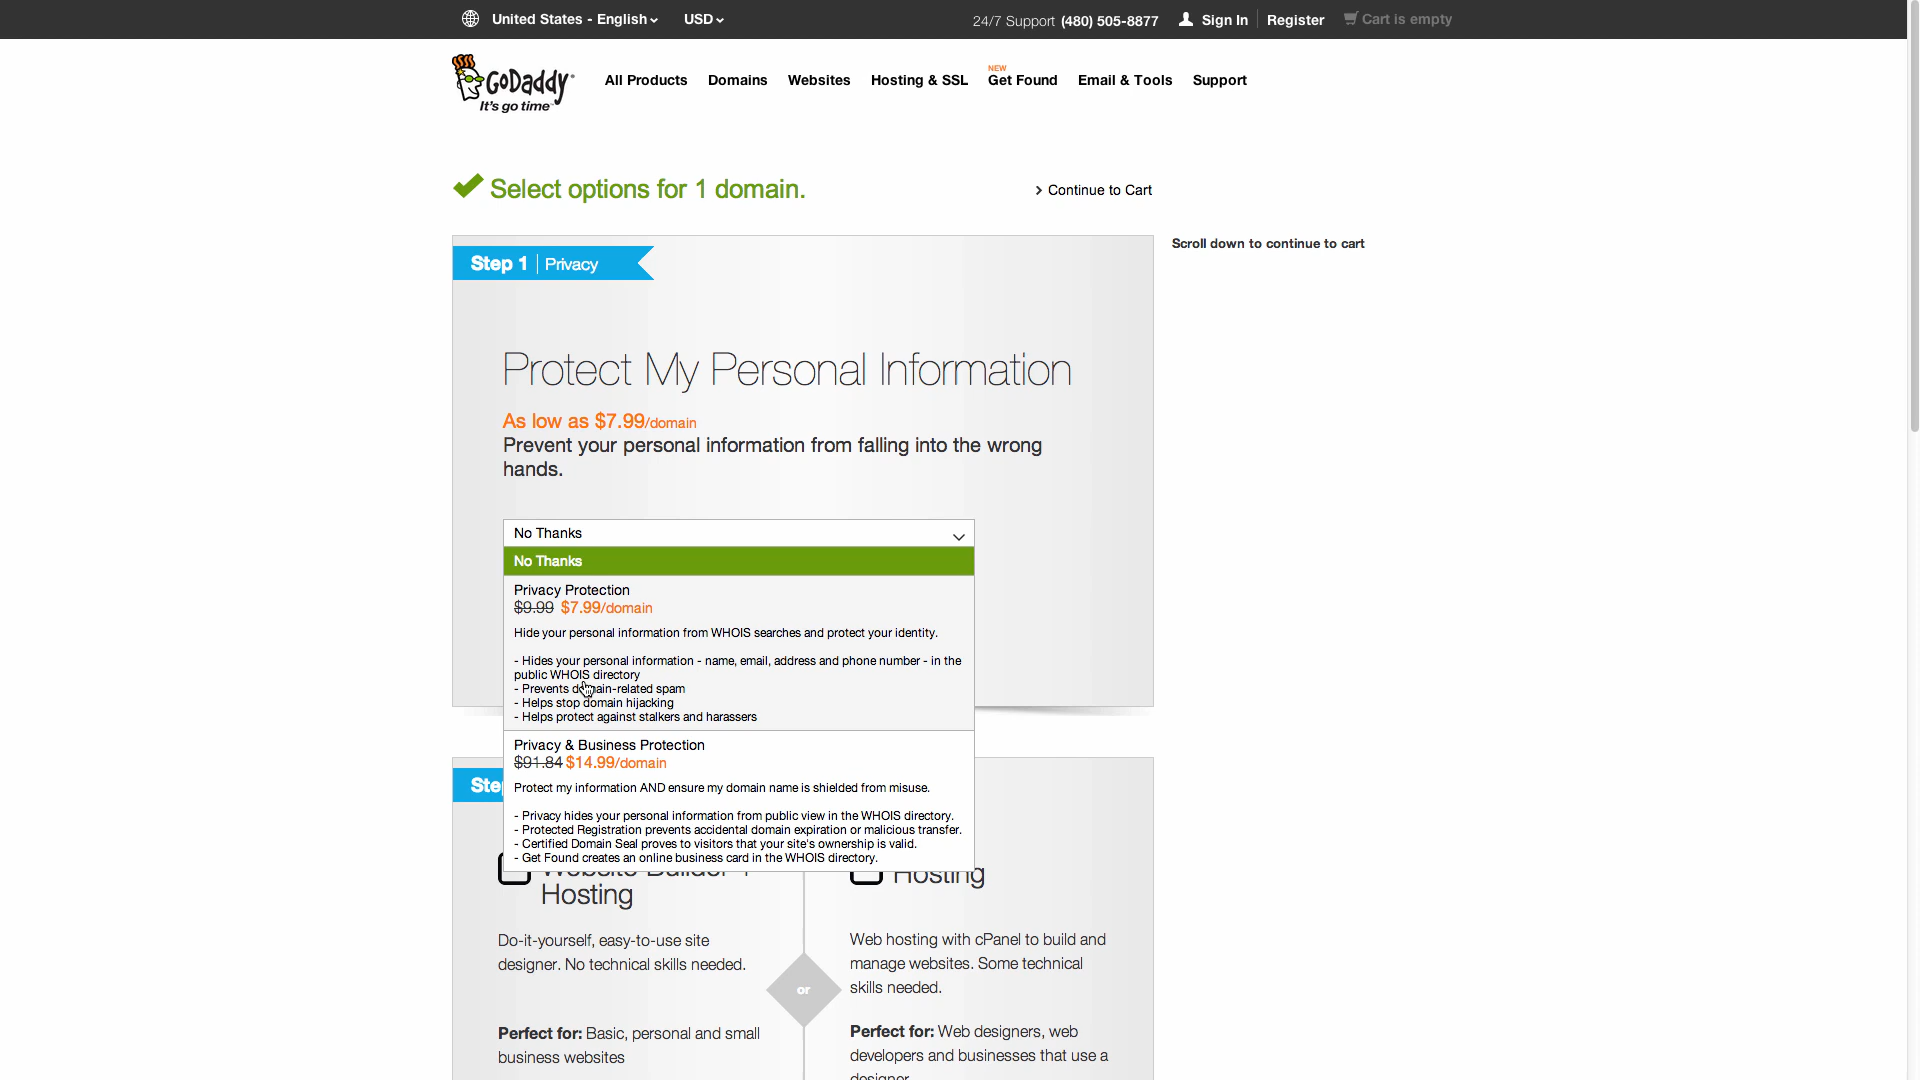 United States - English
USD
24/7 Support (480) 505-8877
Sign In
Register
Cart is empty
GoDaddy
It's go time
All Products
Domains
Websites
Hosting & SSL
NEW
Get Found
Email & Tools
Support
Select options for 1 domain.
Continue to Cart
Step 1 | Privacy
Scroll down to continue to cart
Protect My Personal Information
As low as $7.99/domain
Prevent your personal information from falling into the wrong
hands.
No Thanks
No Thanks
Privacy Protection
$9.99 $7.99/domain
Hide your personal information from WHOIS searches and protect your identity.
- Hides your personal information - name, email, address and phone number - in the
public WHOIS directory
- Prevents domain-related spam
- Helps stop domain hijacking
- Helps protect against stalkers and harassers
Privacy & Business Protection
$91.84 $14.99/domain
Protect my information AND ensure my domain name is shielded from misuse.
- Privacy hides your personal information from public view in the WHOIS directory.
- Protected Registration prevents accidental domain expiration or malicious transfer.
- Certified Domain Seal proves to visitors that your site's ownership is valid.
- Get Found creates an online business card in the WHOIS directory.
Ste
Website Builder +
Hosting
Do-it-yourself, easy-to-use site
designer. No technical skills needed.
Perfect for: Basic, personal and small
business websites
or
Hosting
Web hosting with cPanel to build and
manage websites. Some technical
skills needed.
Perfect for: Web designers, web
developers and businesses that use a
designer